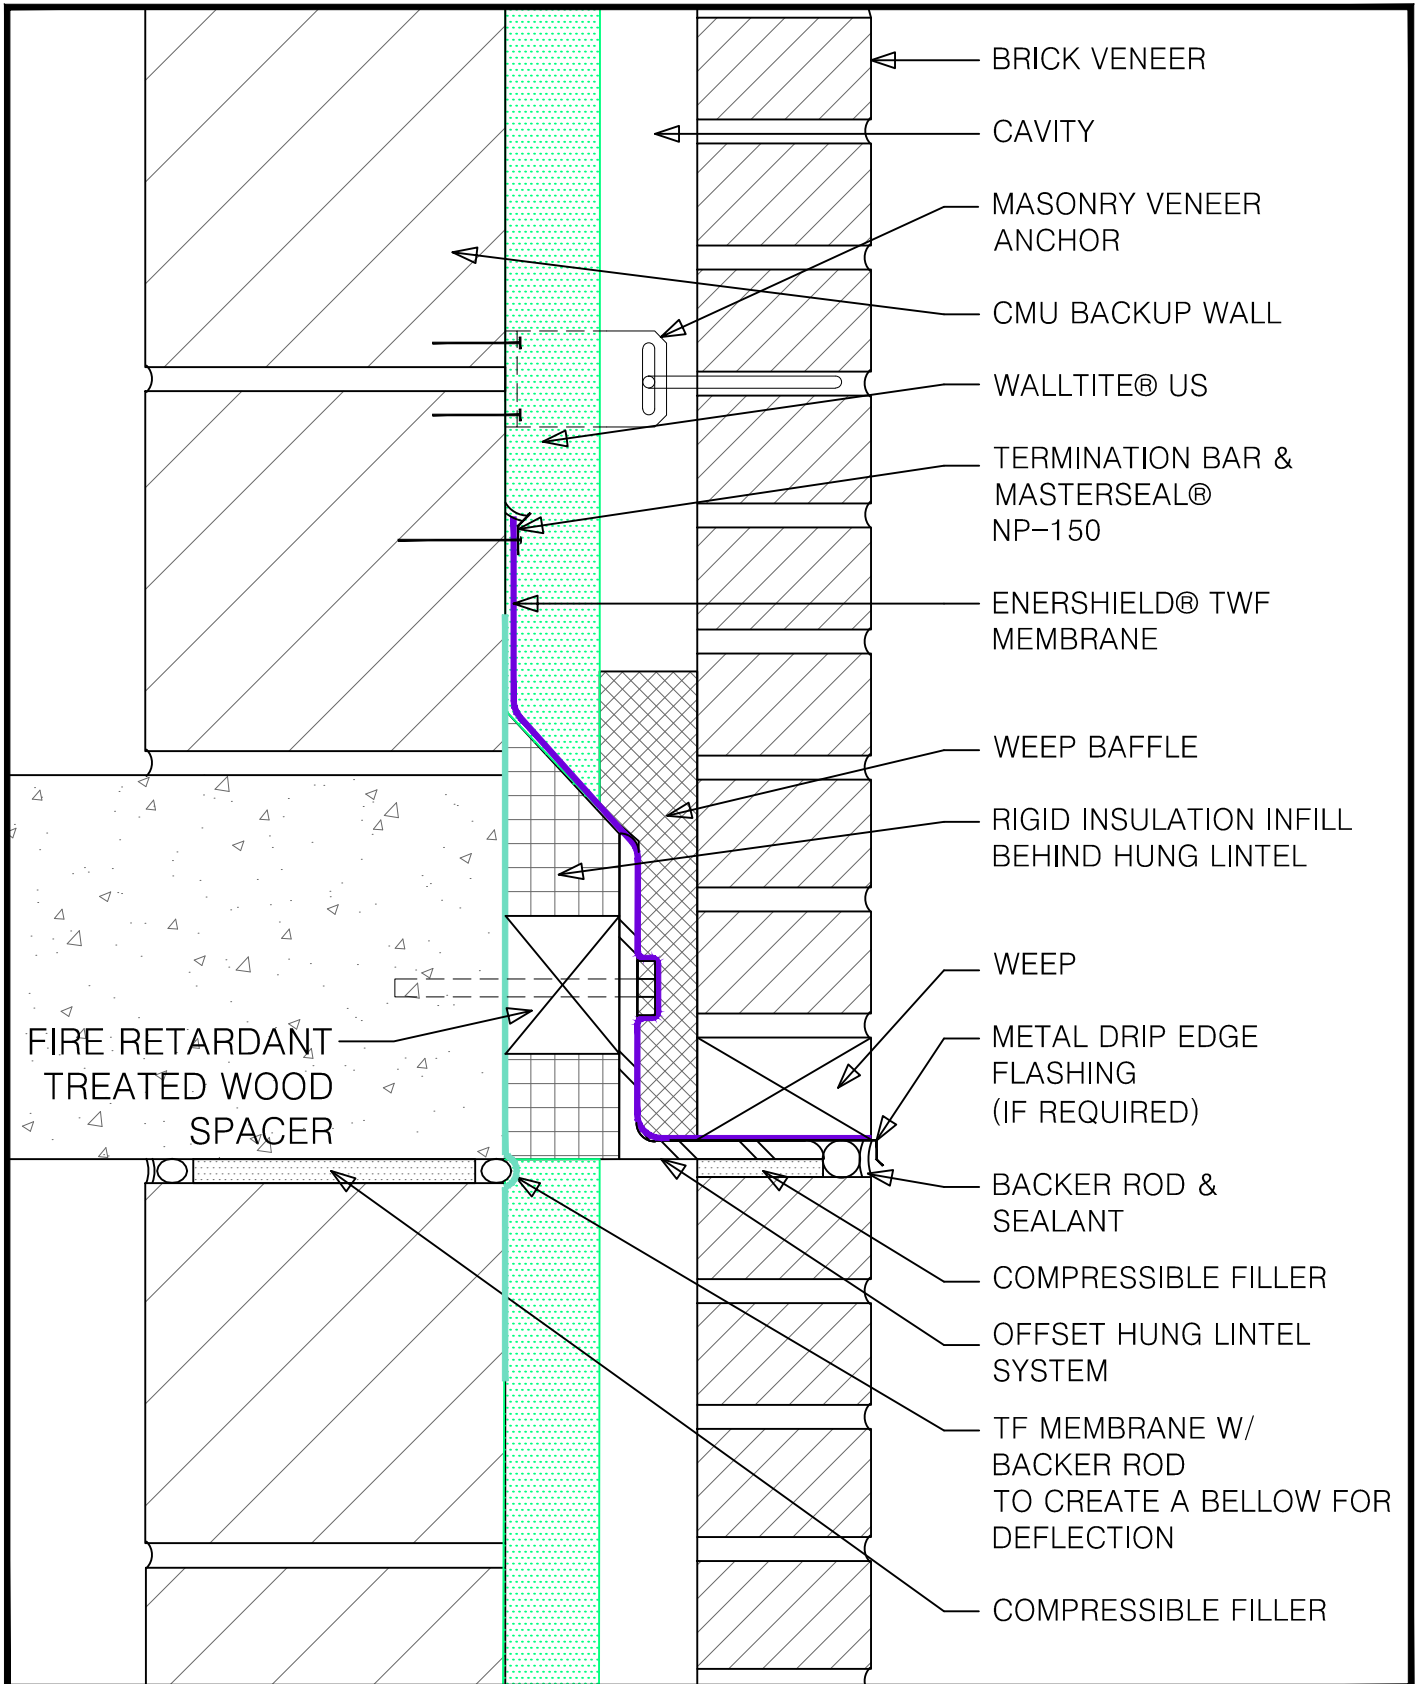 BRICK VENEER
CAVITY
MASONRY VENEER
ANCHOR
CMU BACKUP WALL
WALLTITE® US
TERMINATION BAR &
MASTERSEAL®
NP-150
ENERSHIELD® TWF
MEMBRANE
WEEP BAFFLE
RIGID INSULATION INFILL
BEHIND HUNG LINTEL
WEEP
METAL DRIP EDGE
FLASHING
(IF REQUIRED)
FIRE RETARDANT
TREATED WOOD
SPACER
BACKER ROD &
SEALANT
COMPRESSIBLE FILLER
OFFSET HUNG LINTEL
SYSTEM
TF MEMBRANE W/
BACKER ROD
TO CREATE A BELLOW FOR
DEFLECTION
COMPRESSIBLE FILLER